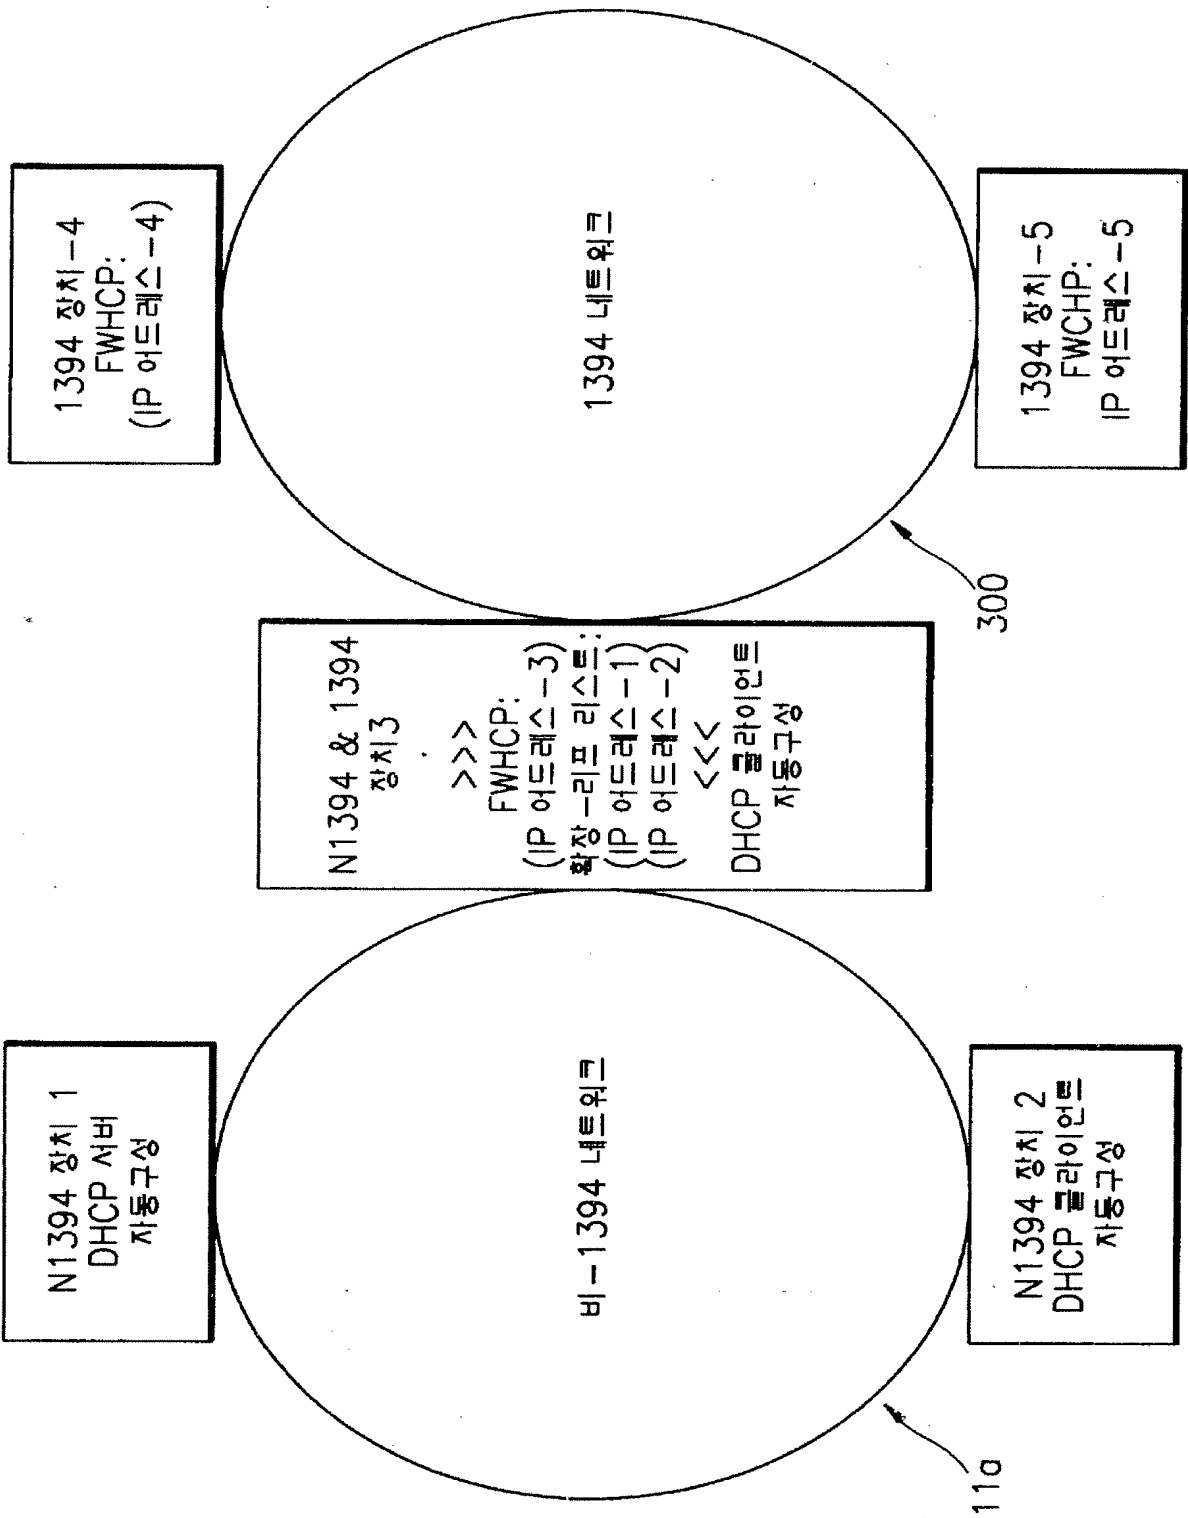 N1394 장치 1
DHCP 서버
자동구성
N1394 & 1394
장치3
>>>
FWHCP:
(IP 어드레스-3)
확장-리프 리스트:
(IP 어드레스-1)
(IP 어드레스-2)
<<<
DHCP 클라이언트
자동구성
1394 장치-4
FWHCP:
(IP 어드레스-4)
비-1394 네트워크
1394 네트워크
N1394 장치 2
DHCP 클라이언트
자동구성
1394 장치-5
FWCHP:
IP 어드레스-5
11a
300